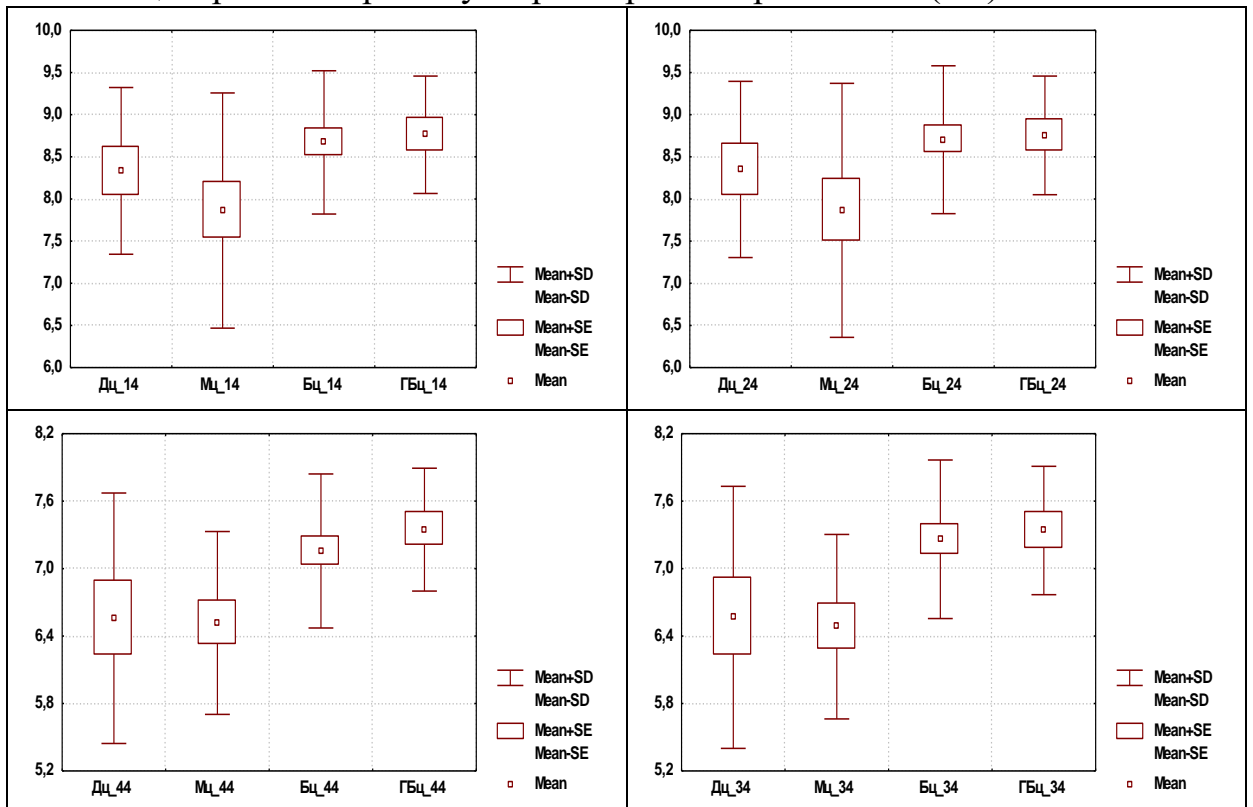 10,0
9,5
9,0
8,5
8,0
7,5
7,0
6,5
6,0
Дц_14 Мц_14 Бц_14 ГБц_14
Mean+SD
Mean-SD
Mean+SE
Mean-SE
Mean
10,0
9,5
9,0
8,5
8,0
7,5
7,0
6,5
6,0
Дц_24 Мц_24 Бц_24 ГБц_24
Mean+SD
Mean-SD
Mean+SE
Mean-SE
Mean
8,2
7,6
7,0
6,4
5,8
5,2
Дц_44 Мц_44 Бц_44 ГБц_44
Mean+SD
Mean-SD
Mean+SE
Mean-SE
Mean
8,2
7,6
7,0
6,4
5,8
5,2
Дц_34 Мц_34 Бц_34 ГБц_34
Mean+SD
Mean-SD
Mean+SE
Mean-SE
Mean